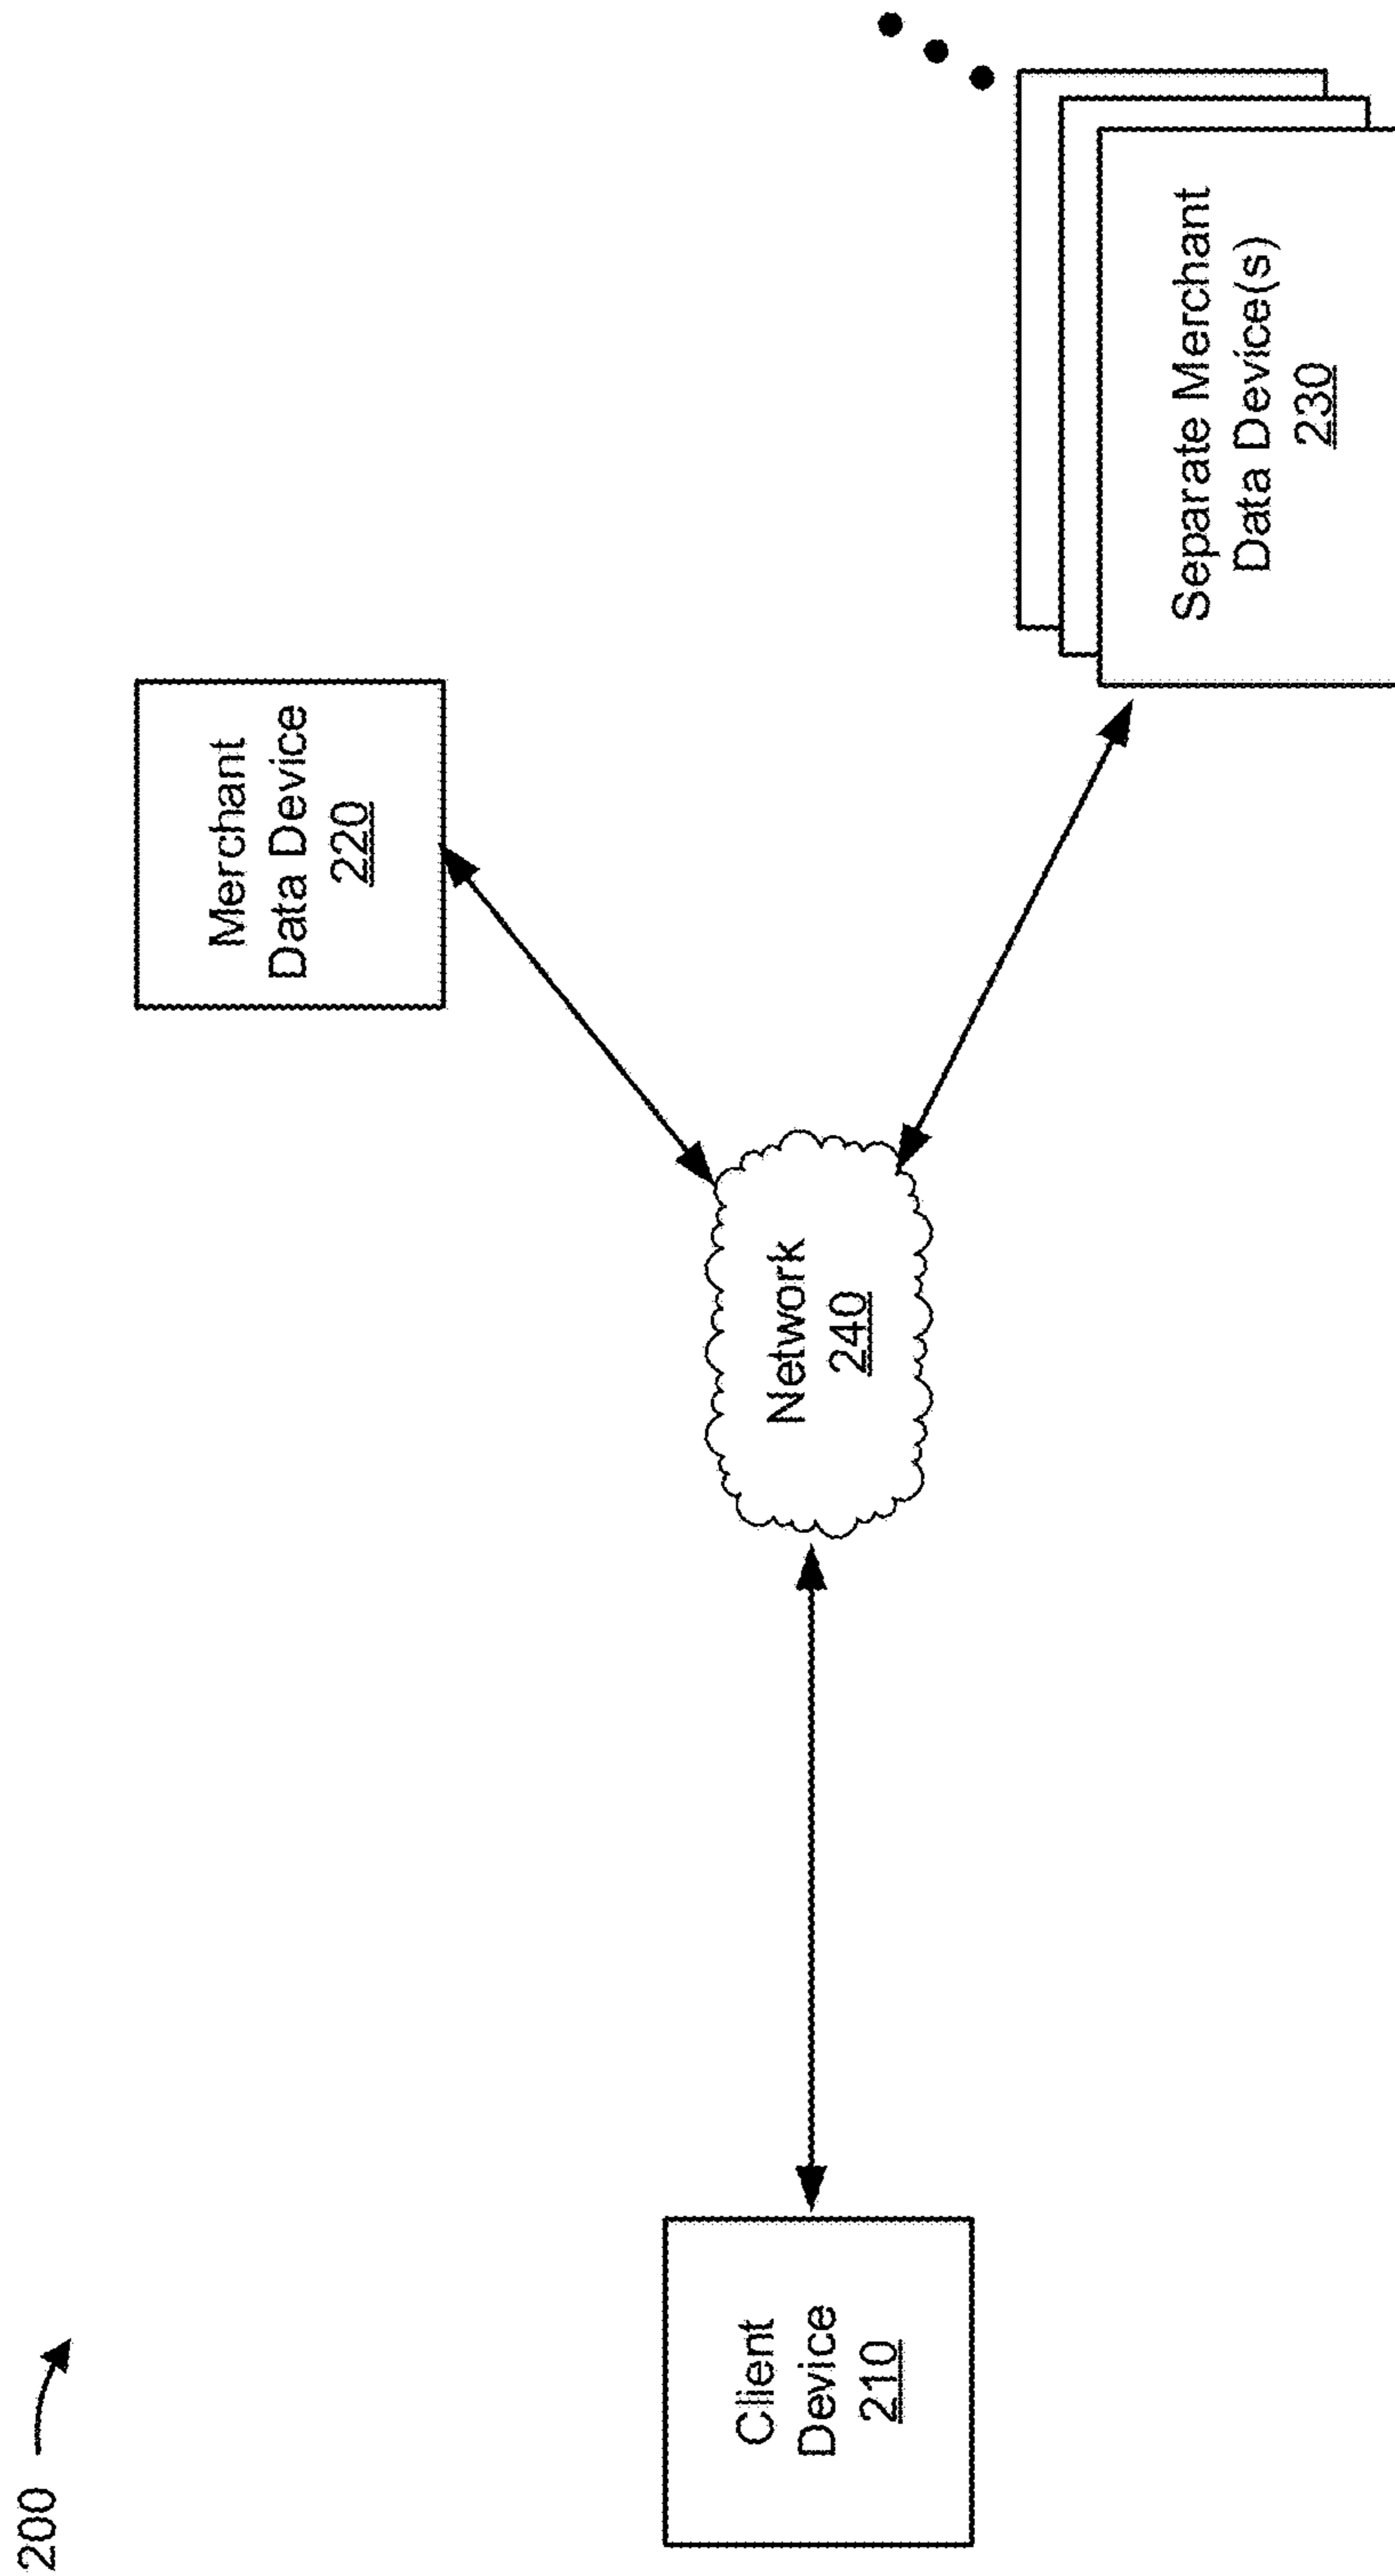 200
Client
Device
210
Network
240
Merchant
Data Device
220
Separate Merchant
Data Device(s)
230